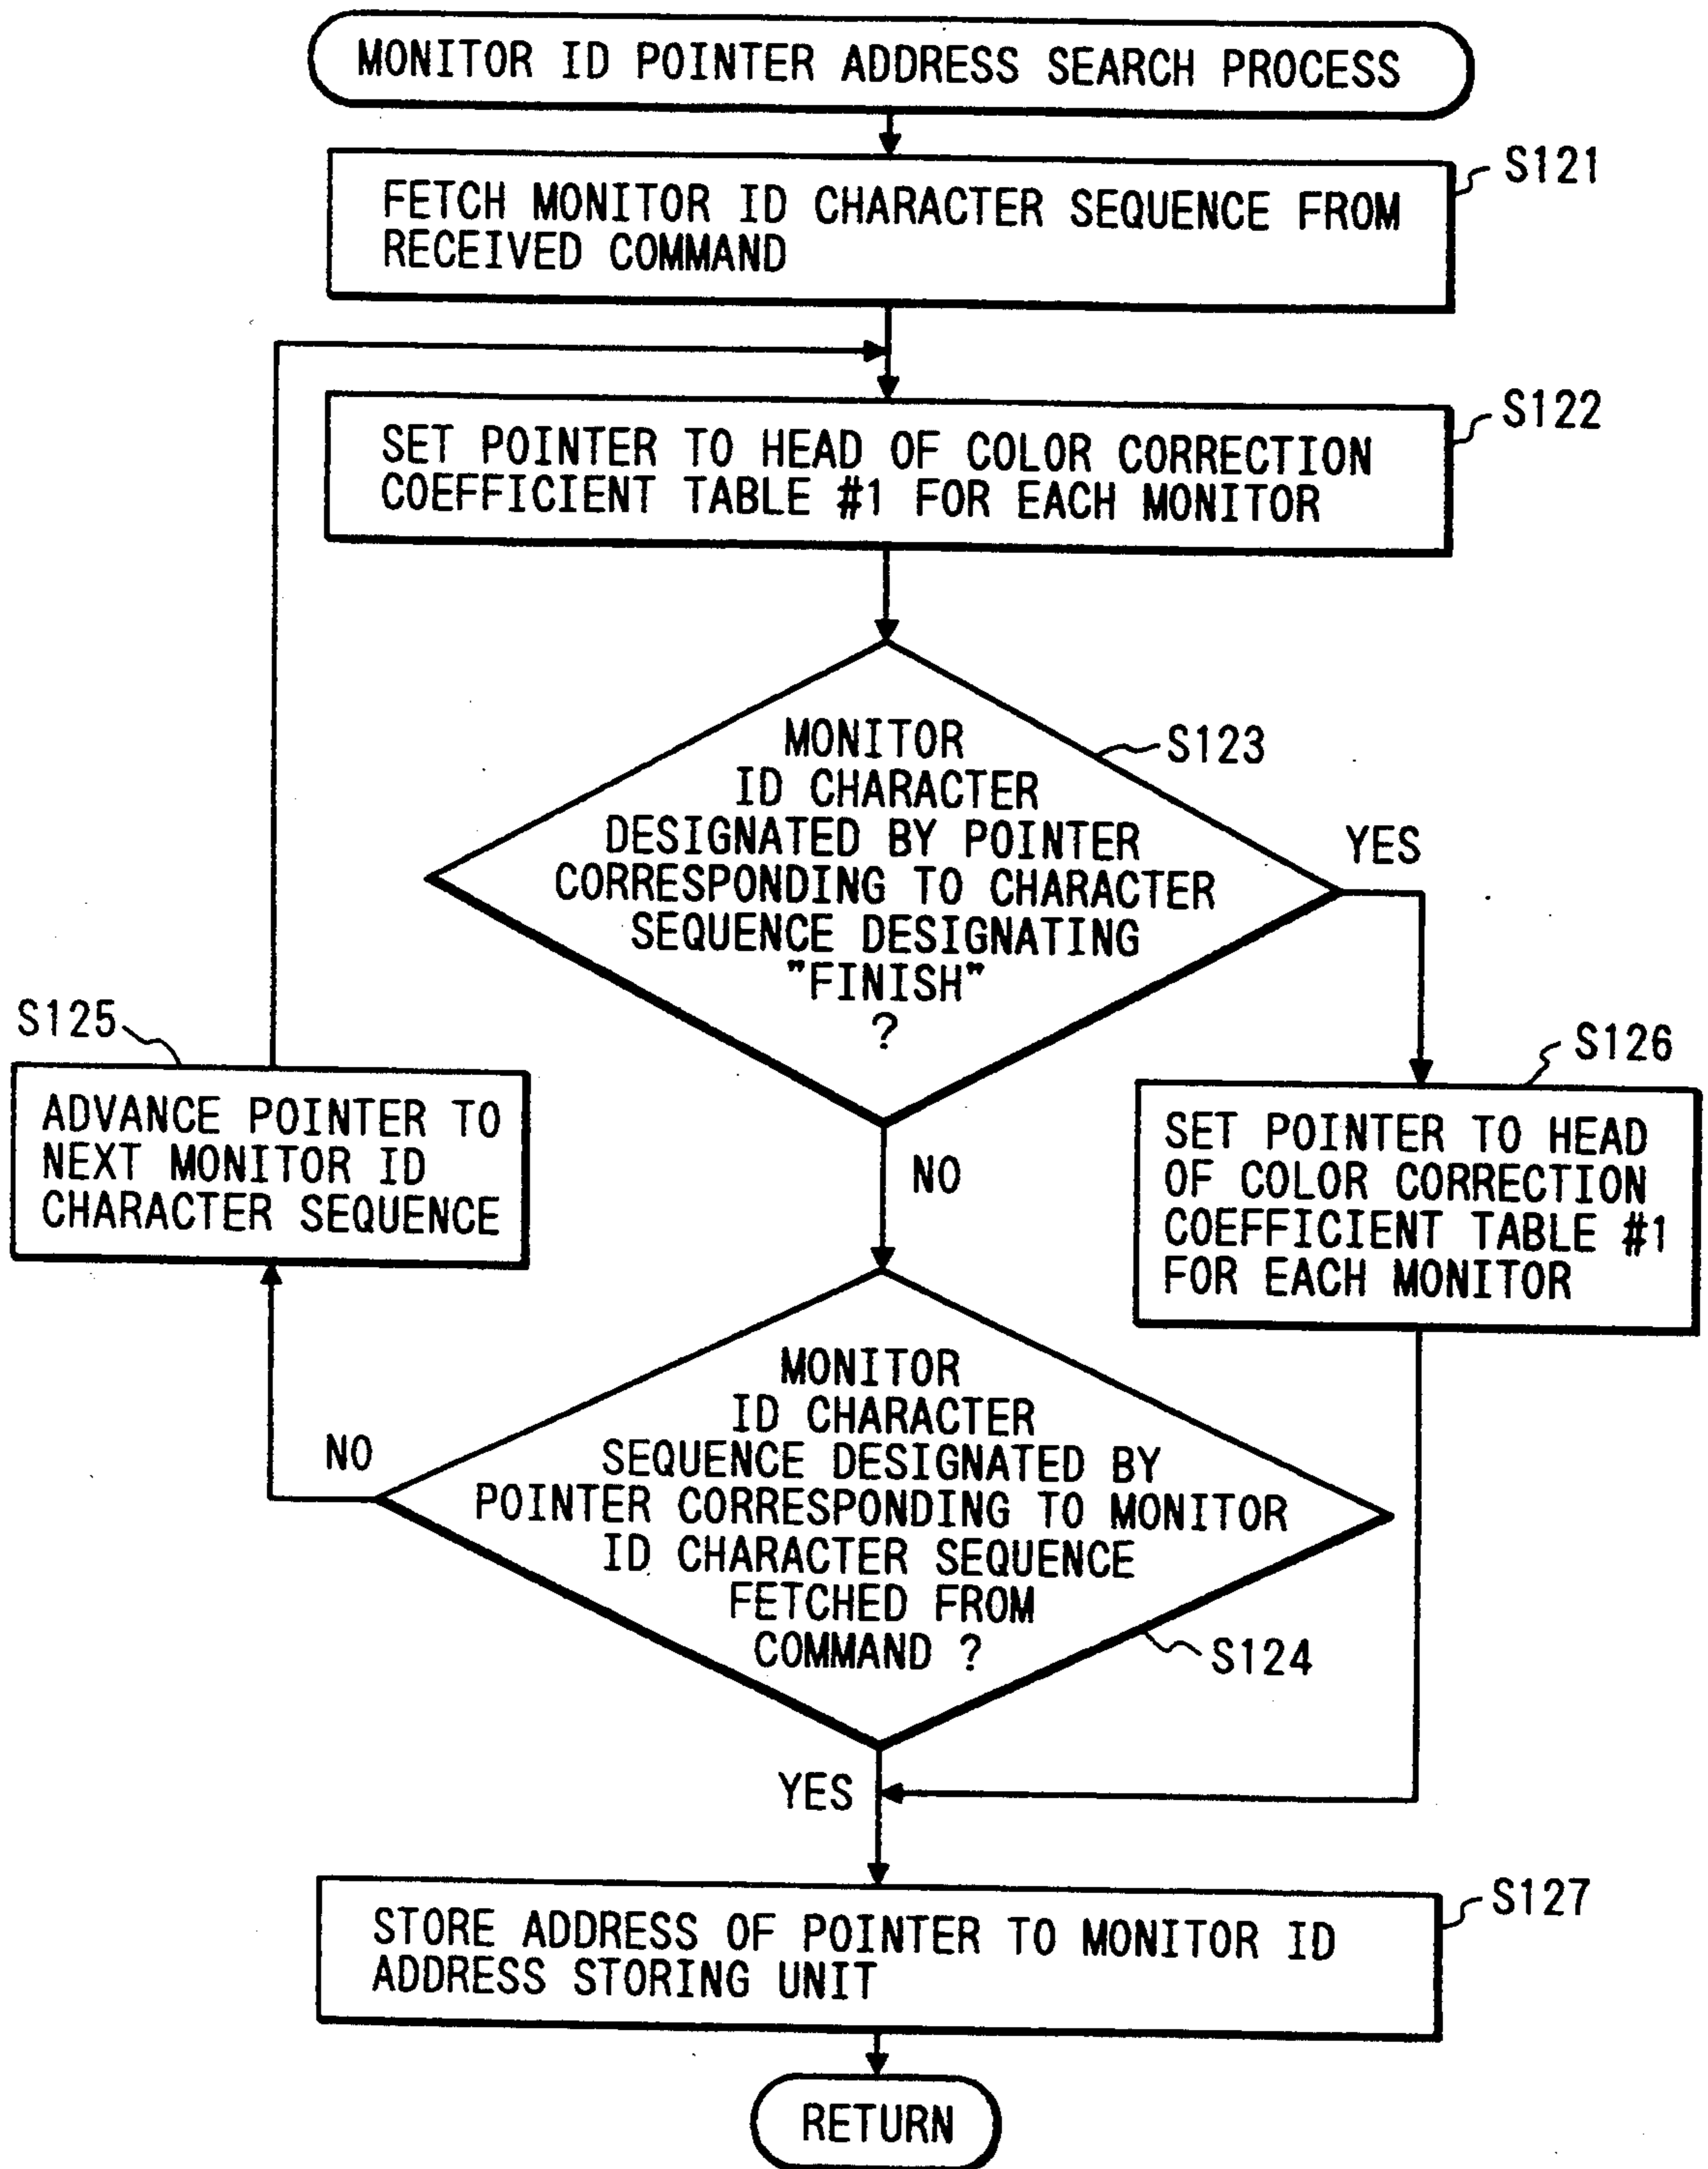 MONITOR ID POINTER ADDRESS SEARCH PROCESS
S121
FETCH MONITOR ID CHARACTER SEQUENCE FROM
RECEIVED COMMAND
S122
SET POINTER TO HEAD OF COLOR CORRECTION
COEFFICIENT TABLE #1 FOR EACH MONITOR
S123
MONITOR
ID CHARACTER
DESIGNATED BY POINTER
CORRESPONDING TO CHARACTER
SEQUENCE DESIGNATING
"FINISH"
?
YES
NO
S125
ADVANCE POINTER TO
NEXT MONITOR ID
CHARACTER SEQUENCE
S126
SET POINTER TO HEAD
OF COLOR CORRECTION
COEFFICIENT TABLE #1
FOR EACH MONITOR
MONITOR
ID CHARACTER
SEQUENCE DESIGNATED BY
POINTER CORRESPONDING TO MONITOR
ID CHARACTER SEQUENCE
FETCHED FROM
COMMAND ?
NO
S124
YES
S127
STORE ADDRESS OF POINTER TO MONITOR ID
ADDRESS STORING UNIT
RETURN